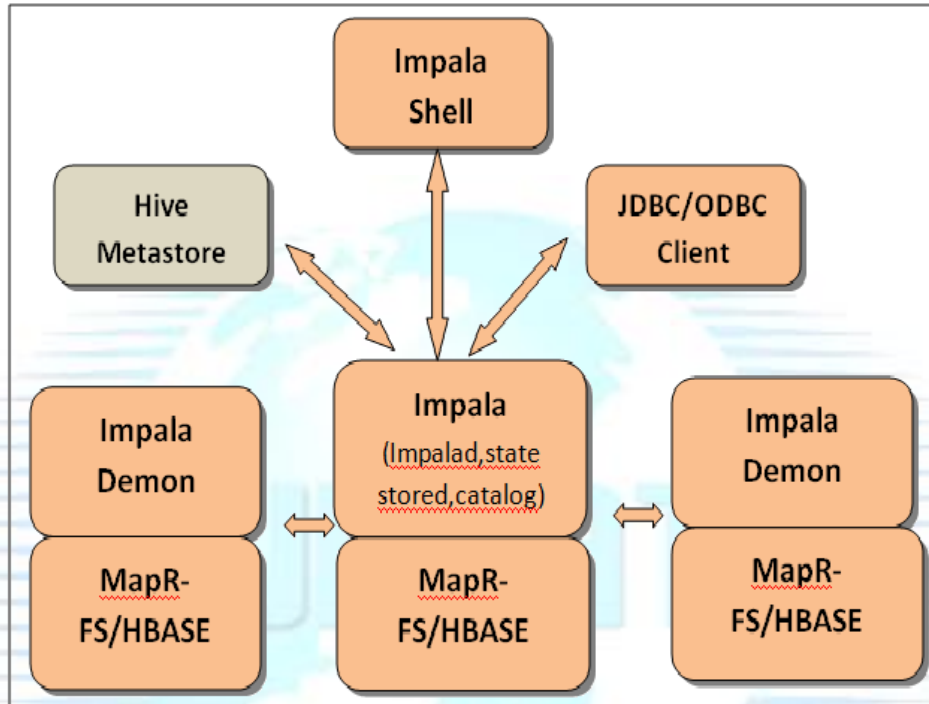 Impala
Shell
Hive
Metastore
JDBC/ODBC
Client
Impala
Demon
Impala
(Impalad,state
stored,catalog)
Impala
Demon
MapR-
FS/HBASE
MapR-
FS/HBASE
MapR-
FS/HBASE